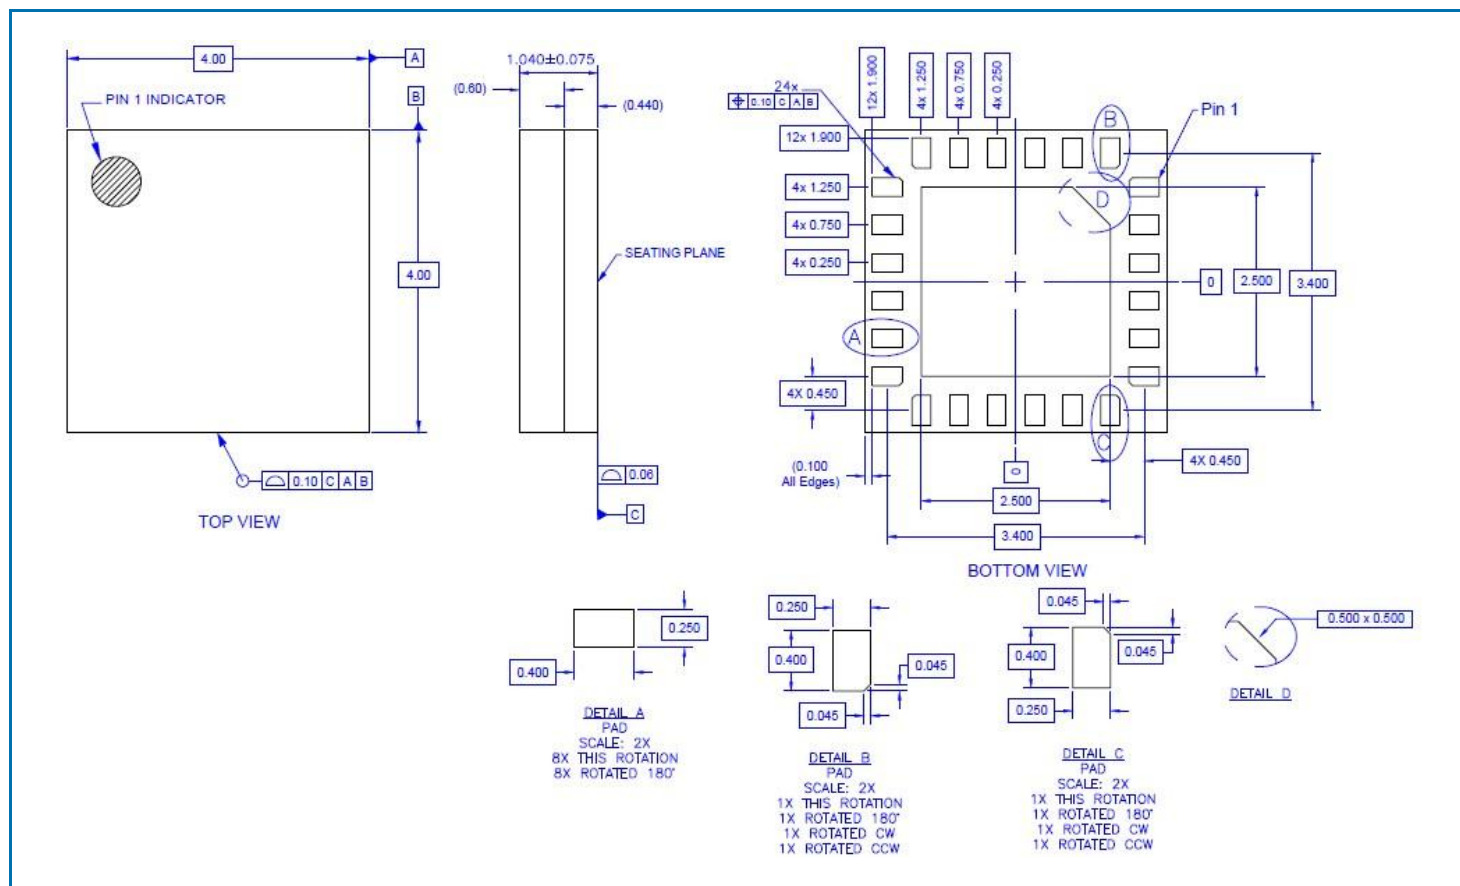 4.00
A
PIN 1 INDICATOR
B
4.00
0.10 C A B
TOP VIEW
1.040±0.075
(0.60)
(0.440)
SEATING PLANE
0.06
C
24x
0.10 C A B
12x 1.900
4x 1.250
4x 0.750
4x 0.250
B
Pin 1
12x 1.900
4x 1.250
D
4x 0.750
4x 0.250
0
2.500
3.400
A
4X 0.450
C
4X 0.450
(0.100
All Edges)
0
2.500
3.400
BOTTOM VIEW
0.250
0.400
DETAIL A
PAD
SCALE: 2X
8X THIS ROTATION
8X ROTATED 180°
0.250
0.400
0.045
0.045
DETAIL B
PAD
SCALE: 2X
1X THIS ROTATION
1X ROTATED 180°
1X ROTATED CW
1X ROTATED CCW
0.045
0.400
0.045
0.250
DETAIL C
PAD
SCALE: 2X
1X THIS ROTATION
1X ROTATED 180°
1X ROTATED CW
1X ROTATED CCW
0.500 x 0.500
DETAIL D